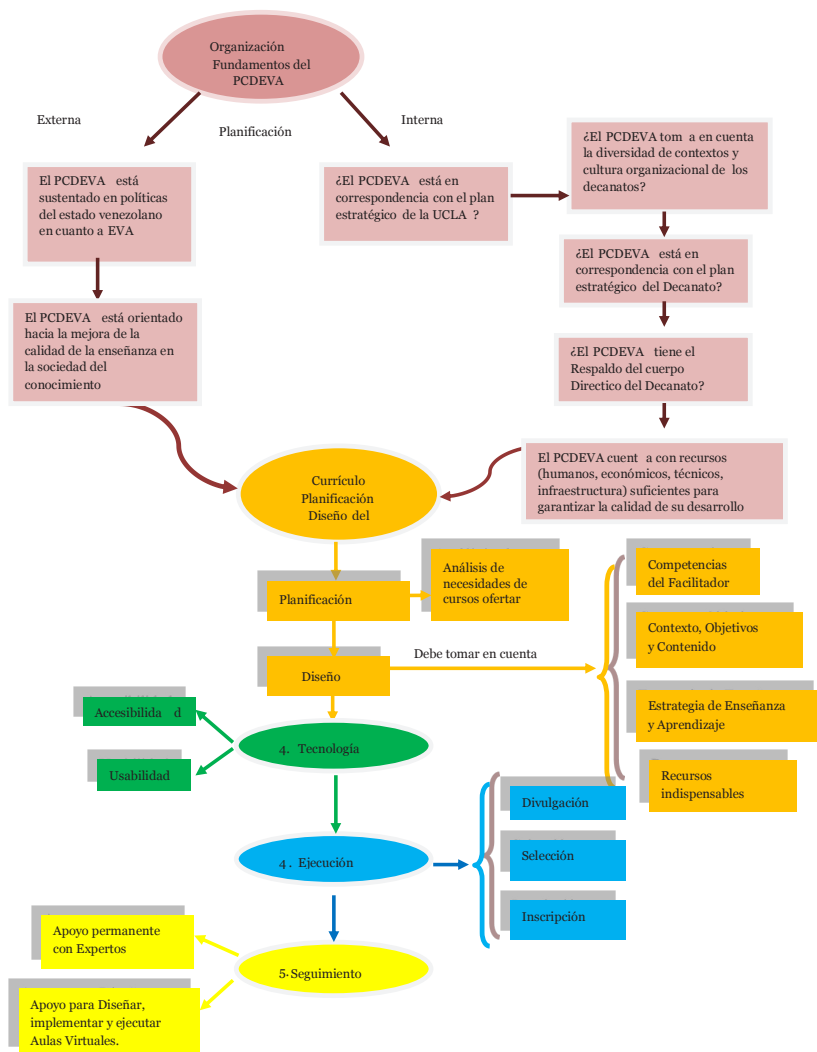 Organización
Fundamentos del
PCDEVA
Externa
Planificación
Interna
El PCDEVA está
sustentado en políticas
del estado venezolano
en cuanto a EVA
El PCDEVA está orientado
hacia la mejora de la
calidad de la enseñanza en
la sociedad del
conocimiento
¿El PCDEVA está en
correspondencia con el plan
estratégico de la UCLA ?
¿El PCDEVA tom a en cuenta
la diversidad de contextos y
cultura organizacional de los
decanatos?
¿El PCDEVA está en
correspondencia con el plan
estratégico del Decanato?
¿El PCDEVA tiene el
Respaldo del cuerpo
Directico del Decanato?
El PCDEVA cuent a con recursos
(humanos, económicos, técnicos,
infraestructura) suficientes para
garantizar la calidad de su desarrollo
Currículo
Planificación
Diseño del
Planificación
Análisis de
necesidades de
cursos ofertar
Diseño
Debe tomar en cuenta
Competencias
del Facilitador
Contexto, Objetivos
y Contenido
Estrategia de Enseñanza
y Aprendizaje
Recursos
indispensables
4. Tecnología
Accesibilida d
Usabilidad
4 . Ejecución
Divulgación
Selección
Inscripción
5. Seguimiento
Apoyo permanente
con Expertos
Apoyo para Diseñar,
implementar y ejecutar
Aulas Virtuales.